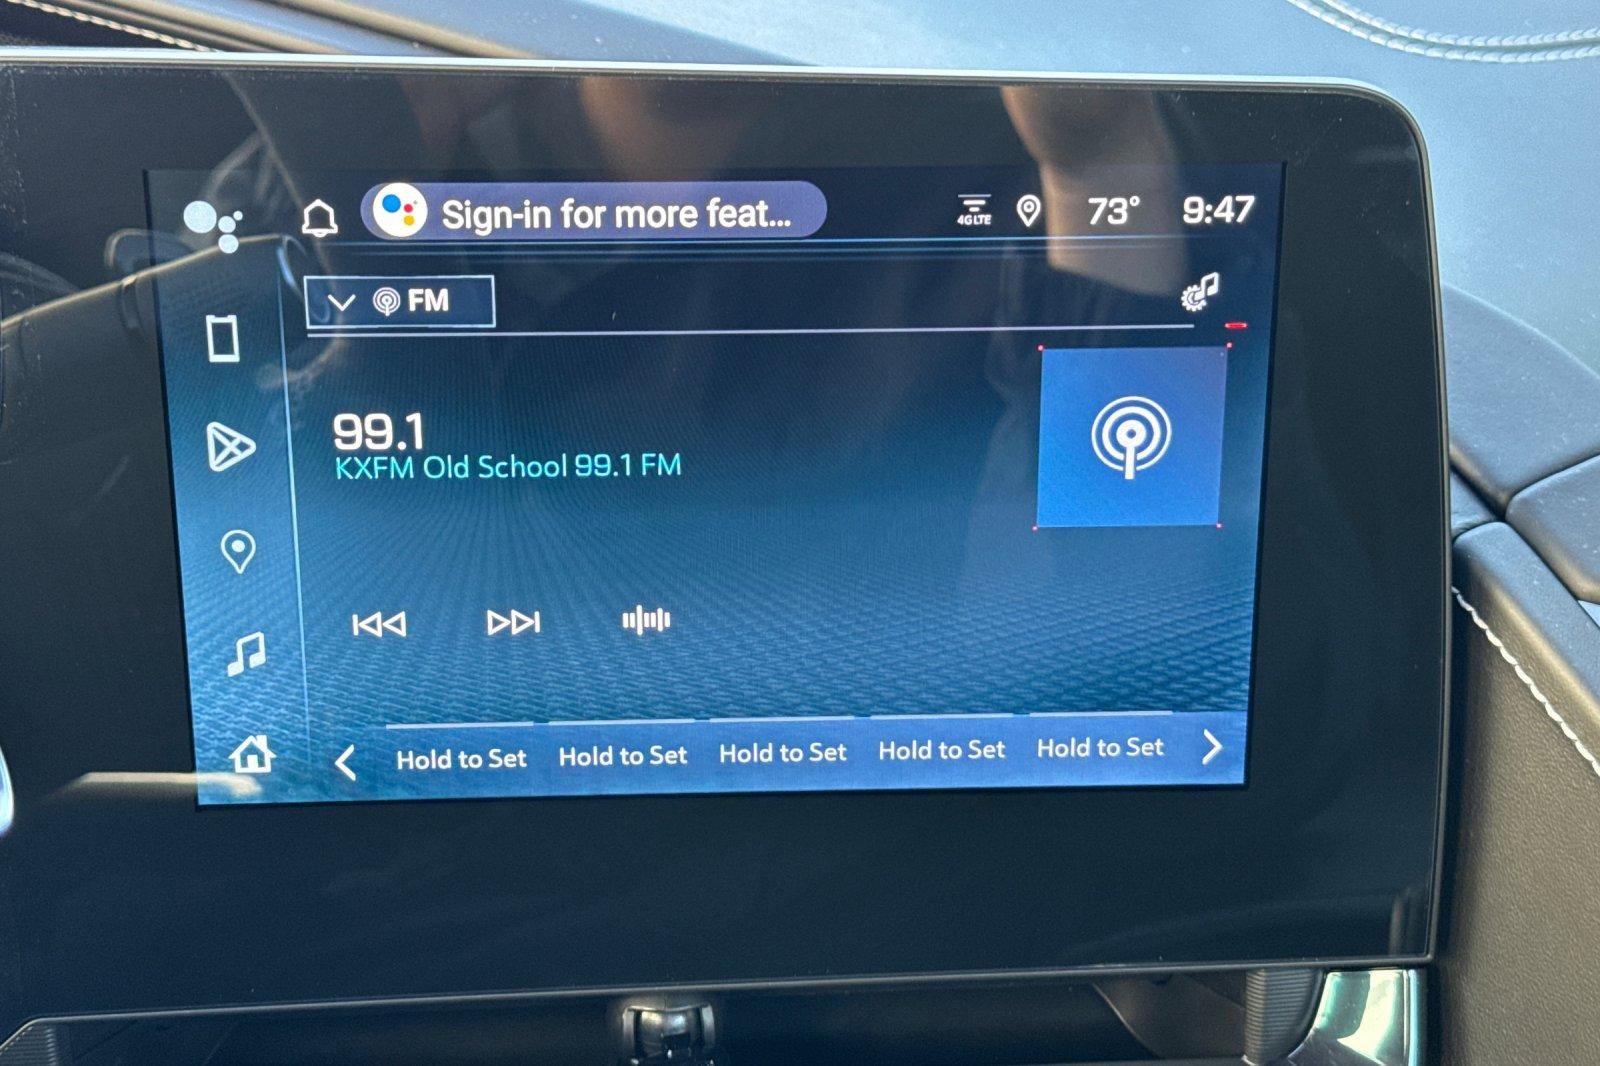 Sign-in for more feat...
4G LTE
73° 9:47
FM
99.1
KXFM Old School 99.1 FM
Hold to Set Hold to Set Hold to Set Hold to Set Hold to Set